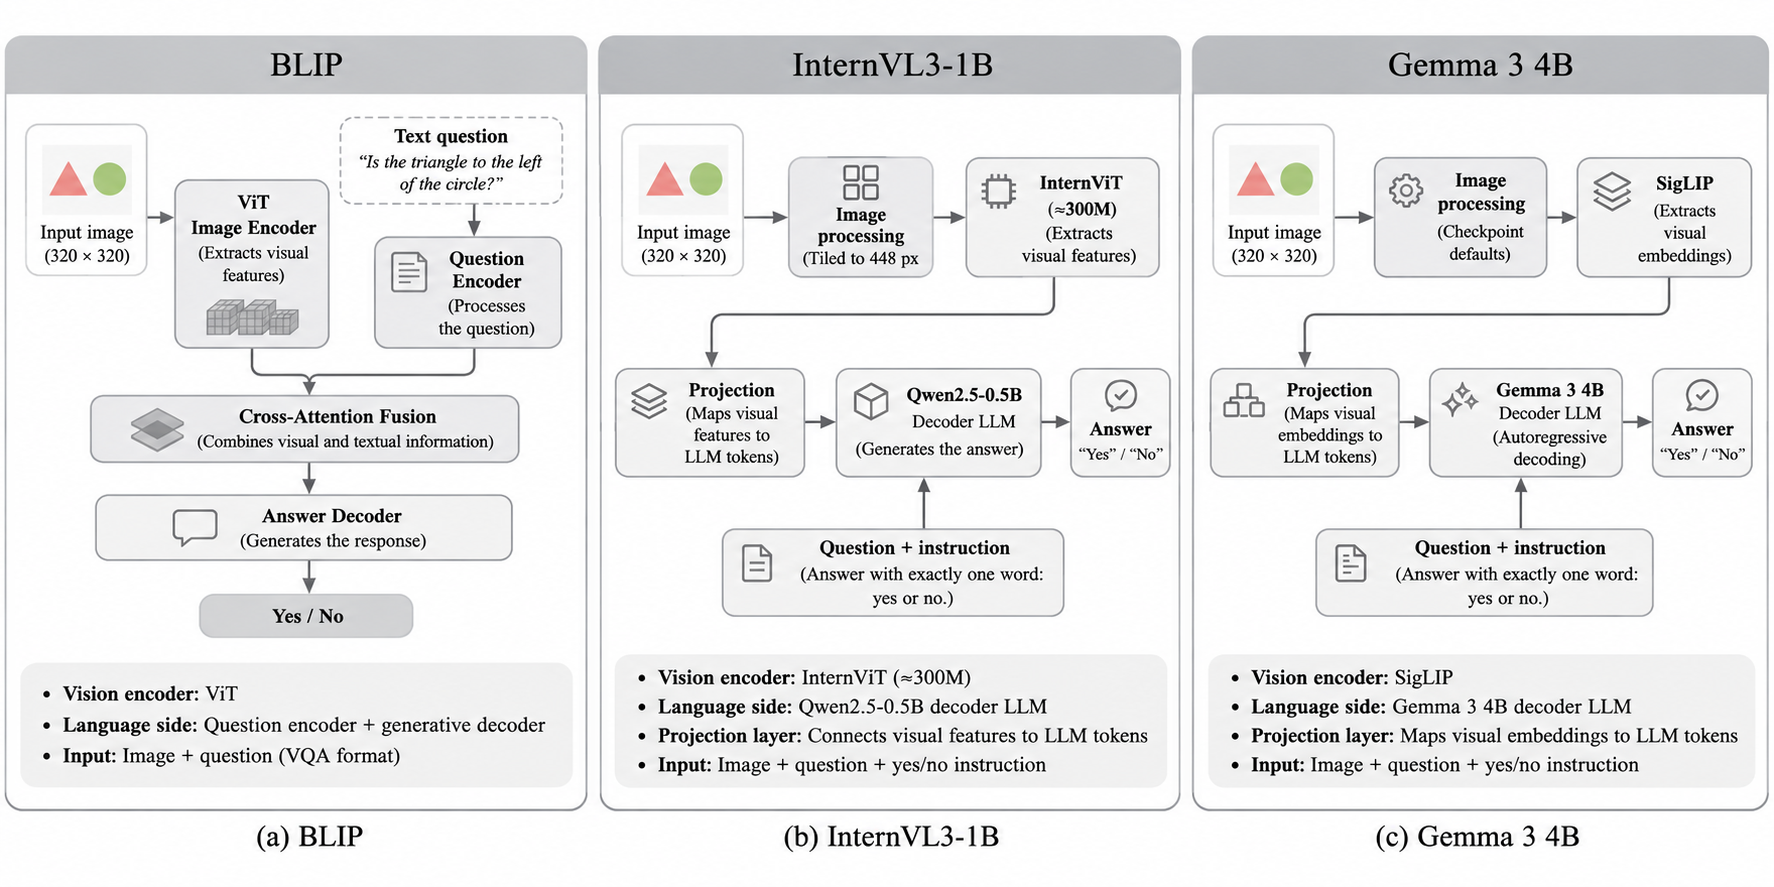 BLIP
Input image
(320 × 320)
ViT
Image Encoder
(Extracts visual
features)
Text question
“Is the triangle to the left
of the circle?”
Question
Encoder
(Processes
the question)
Cross-Attention Fusion
(Combines visual and textual information)
Answer Decoder
(Generates the response)
Yes / No
• Vision encoder: ViT
• Language side: Question encoder + generative decoder
• Input: Image + question (VQA format)
(a) BLIP
InternVL3-1B
Input image
(320 × 320)
Image
processing
(Tiled to 448 px
InternViT
(≈300M)
(Extracts
visual features)
Projection
(Maps visual
features to
LLM tokens)
Qwen2.5-0.5B
Decoder LLM
(Generates the answer)
Answer
“Yes” / “No”
Question + instruction
(Answer with exactly one word:
yes or no.)
• Vision encoder: InternViT (≈300M)
• Language side: Qwen2.5-0.5B decoder LLM
• Projection layer: Connects visual features to LLM tokens
• Input: Image + question + yes/no instruction
(b) InternVL3-1B
Gemma 3 4B
Input image
(320 × 320)
Image
processing
(Checkpoint
defaults)
SigLIP
(Extracts
visual
embeddings)
Projection
(Maps visual
embeddings to
LLM tokens)
Gemma 3 4B
Decoder LLM
(Autoregressive
decoding)
Answer
“Yes” / “No”
Question + instruction
(Answer with exactly one word:
yes or no.)
• Vision encoder: SigLIP
• Language side: Gemma 3 4B decoder LLM
• Projection layer: Maps visual embeddings to LLM tokens
• Input: Image + question + yes/no instruction
(c) Gemma 3 4B